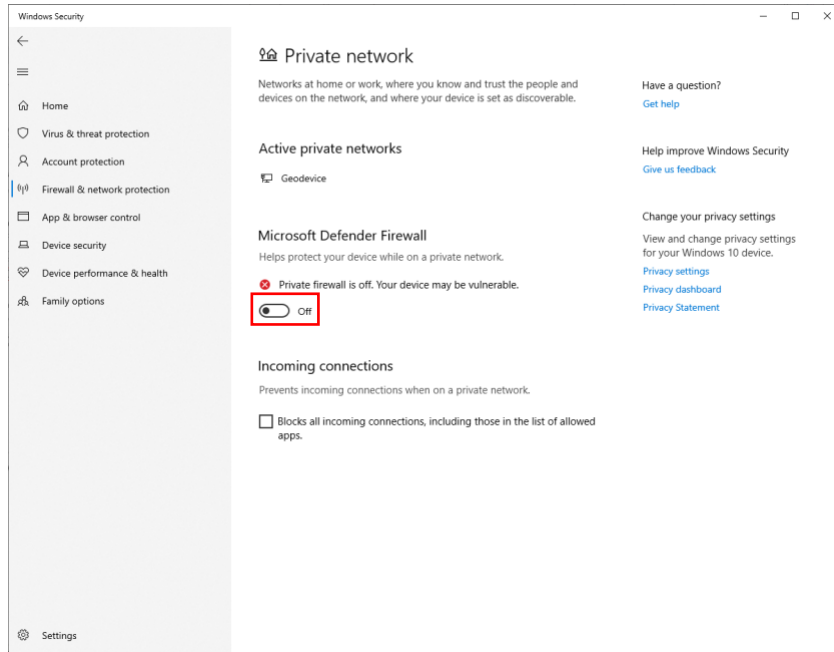 Windows Security
Home
Virus & threat protection
Account protection
Firewall & network protection
App & browser control
Device security
Device performance & health
Family options
Settings
Private network
Networks at home or work, where you know and trust the people and
devices on the network, and where your device is set as discoverable.
Active private networks
Geodevice
Microsoft Defender Firewall
Helps protect your device while on a private network.
Private firewall is off. Your device may be vulnerable.
Off
Incoming connections
Prevents incoming connections when on a private network.
Blocks all incoming connections, including those in the list of allowed
apps.
Have a question?
Get help
Help improve Windows Security
Give us feedback
Change your privacy settings
View and change privacy settings
for your Windows 10 device.
Privacy settings
Privacy dashboard
Privacy Statement